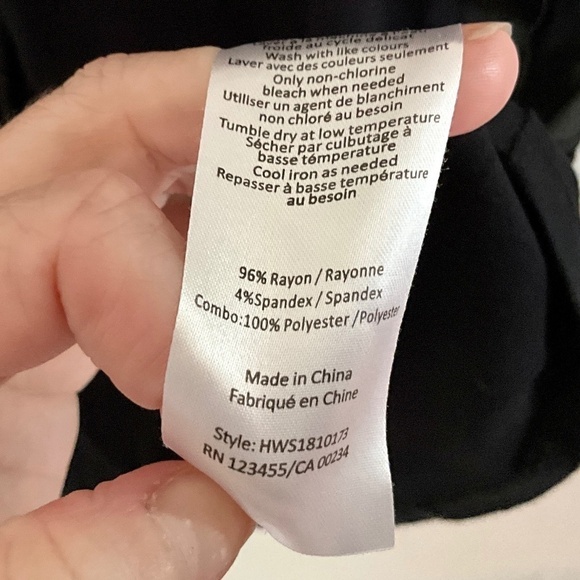 froide au cycle délicat
Wash with like colours
Laver avec des couleurs seulement
Only non-chlorine
bleach when needed
Utiliser un agent de blanchiment
non chloré au besoin
Tumble dry at low temperature
Sécher par culbutage à
basse température
Cool iron as needed
Repasser à basse température
au besoin
96% Rayon / Rayonne
4%Spandex / Spandex
Combo:100% Polyester /Polyester
Made in China
Fabriqué en Chine
Style: HWS1810173
RN 123455/CA 00234